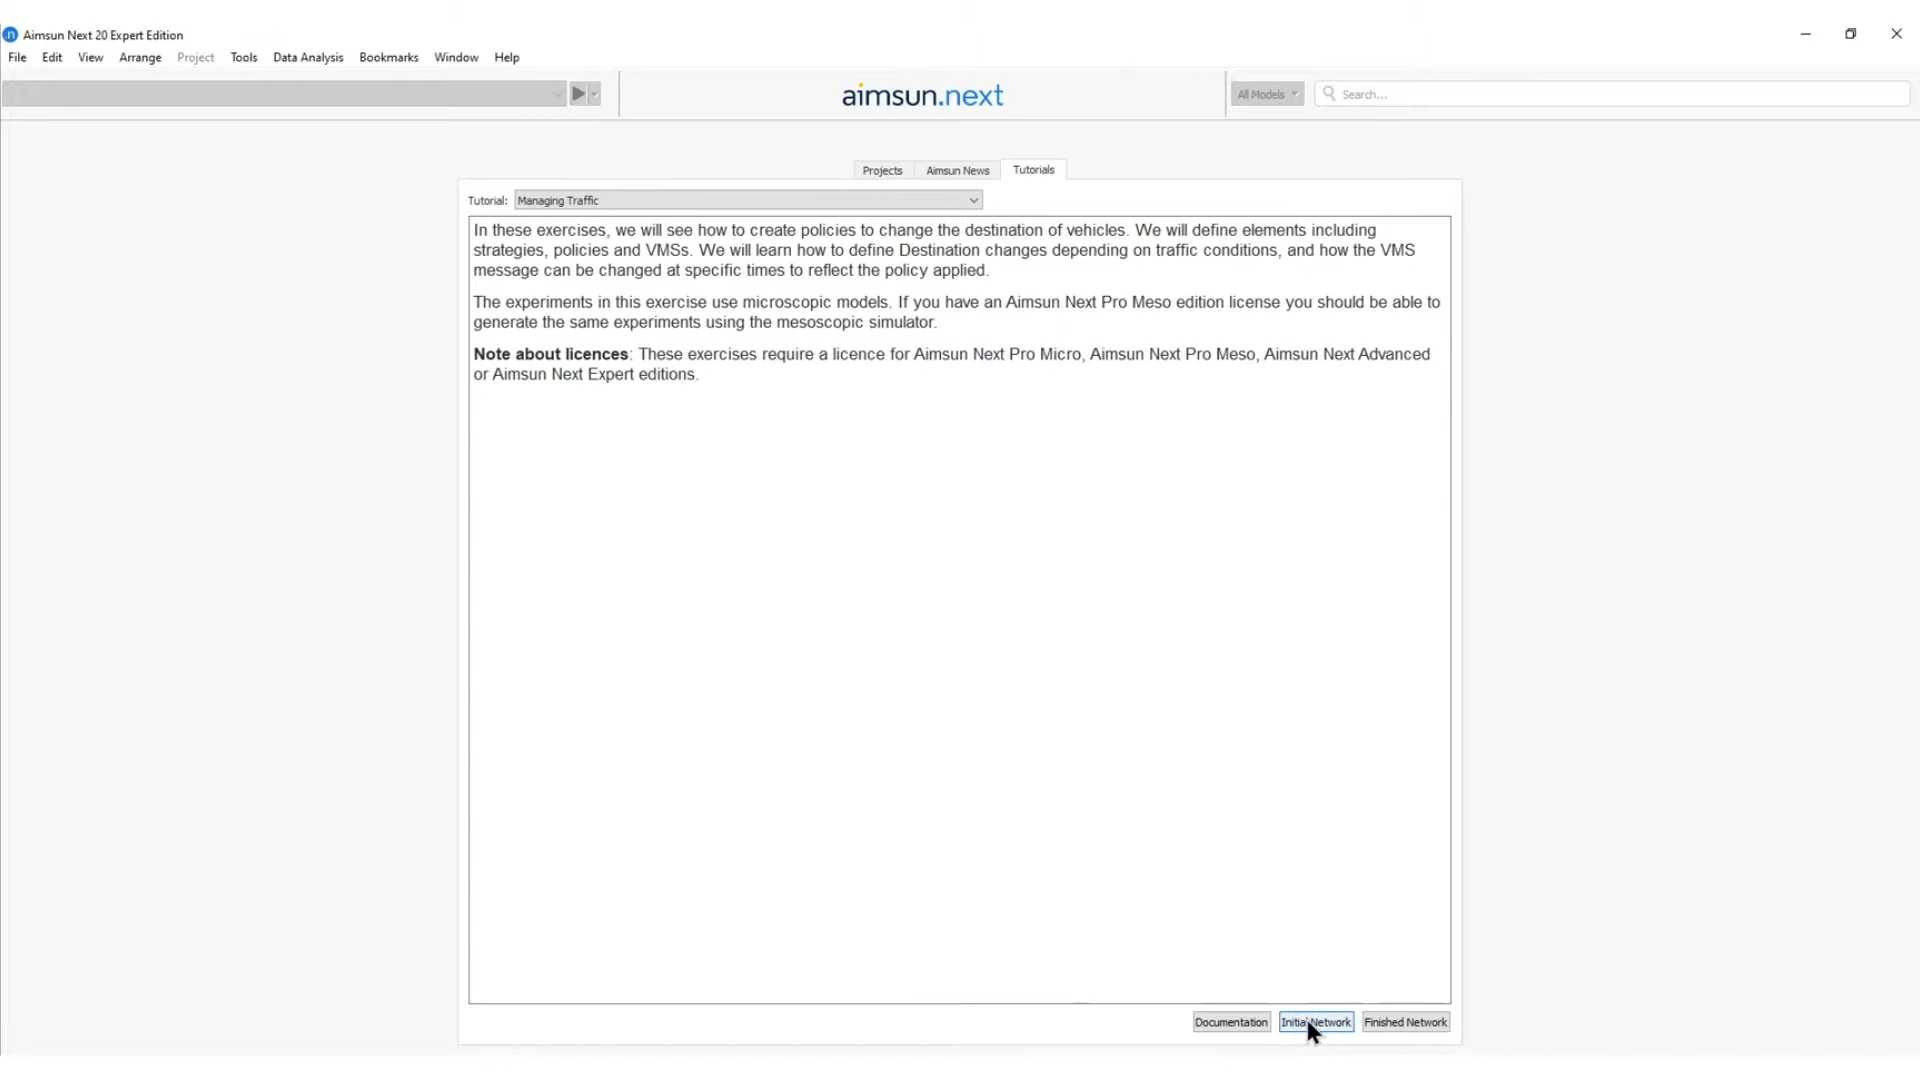 Aimsun Next 20 Expert Edition
File Edit View Arrange Project Tools Data Analysis Bookmarks Window Help
aimsun.next
All Models
Search...
Projects Aimsun News Tutorials
Tutorial: Managing Traffic
In these exercises, we will see how to create policies to change the destination of vehicles. We will define elements including
strategies, policies and VMSs. We will learn how to define Destination changes depending on traffic conditions, and how the VMS
message can be changed at specific times to reflect the policy applied.
The experiments in this exercise use microscopic models. If you have an Aimsun Next Pro Meso edition license you should be able to
generate the same experiments using the mesoscopic simulator.
Note about licences: These exercises require a licence for Aimsun Next Pro Micro, Aimsun Next Pro Meso, Aimsun Next Advanced
or Aimsun Next Expert editions.
Documentation Initial Network Finished Network